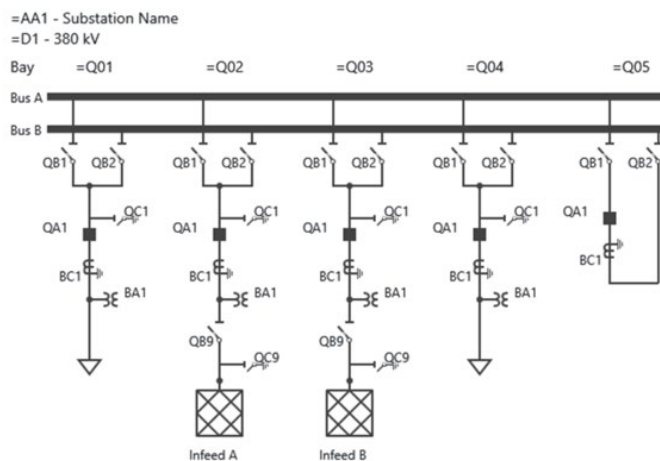 =AA1 - Substation Name
=D1 - 380 kV
Bay =Q01 =Q02 =Q03 =Q04 =Q05
Bus A
Bus B
QB1 QB2 QB1 QB2 QB1 QB2 QB1 QB2 QB1 QB2
QC1 QC1 QC1 QC1 QA1
QA1 QA1 QA1 QA1
BC1
BC1 BC1 BC1 BC1
BA1 BA1 BA1 BA1
QB9 QB9
QC9 QC9
Infeed A Infeed B